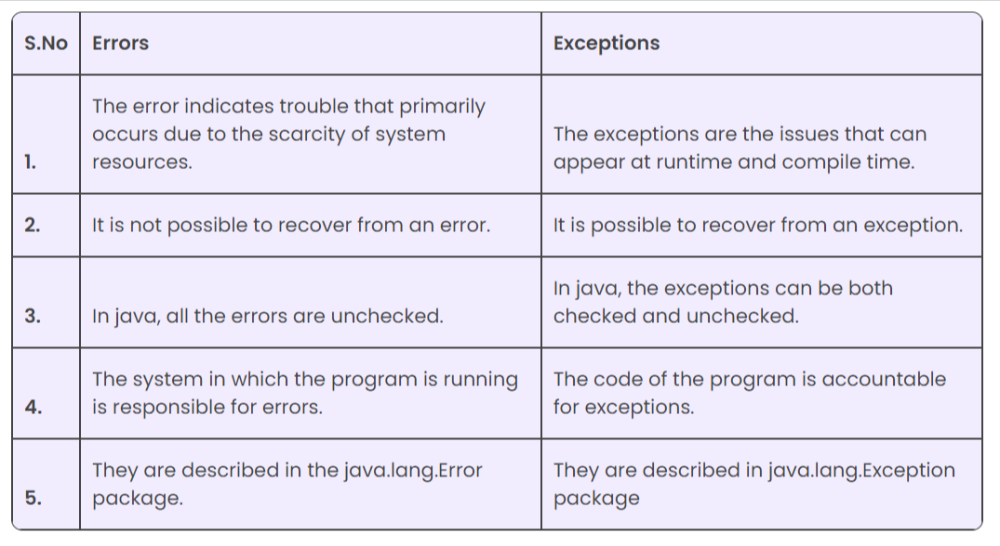 S.No Errors Exceptions
The error indicates trouble that primarily
occurs due to the scarcity of system
resources.
The exceptions are the issues that can
appear at runtime and compile time.
1.
2. It is not possible to recover from an error. It is possible to recover from an exception.
3. In java, all the errors are unchecked.
In java, the exceptions can be both
checked and unchecked.
4.
The system in which the program is running
is responsible for errors.
The code of the program is accountable
for exceptions.
5.
They are described in the java.lang.Error
package.
They are described in java.lang.Exception
package